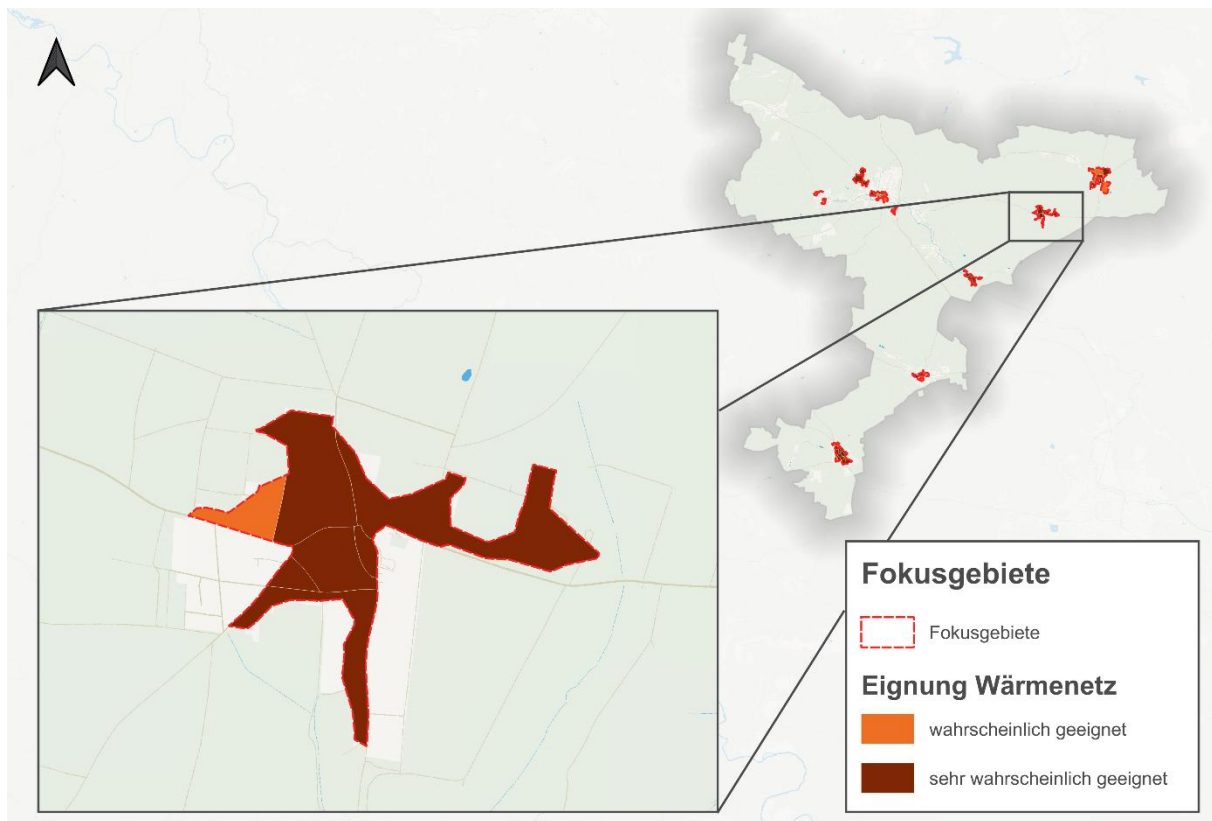 Fokusgebiete
Fokusgebiete
Eignung Wärmenetz
wahrscheinlich geeignet
sehr wahrscheinlich geeignet